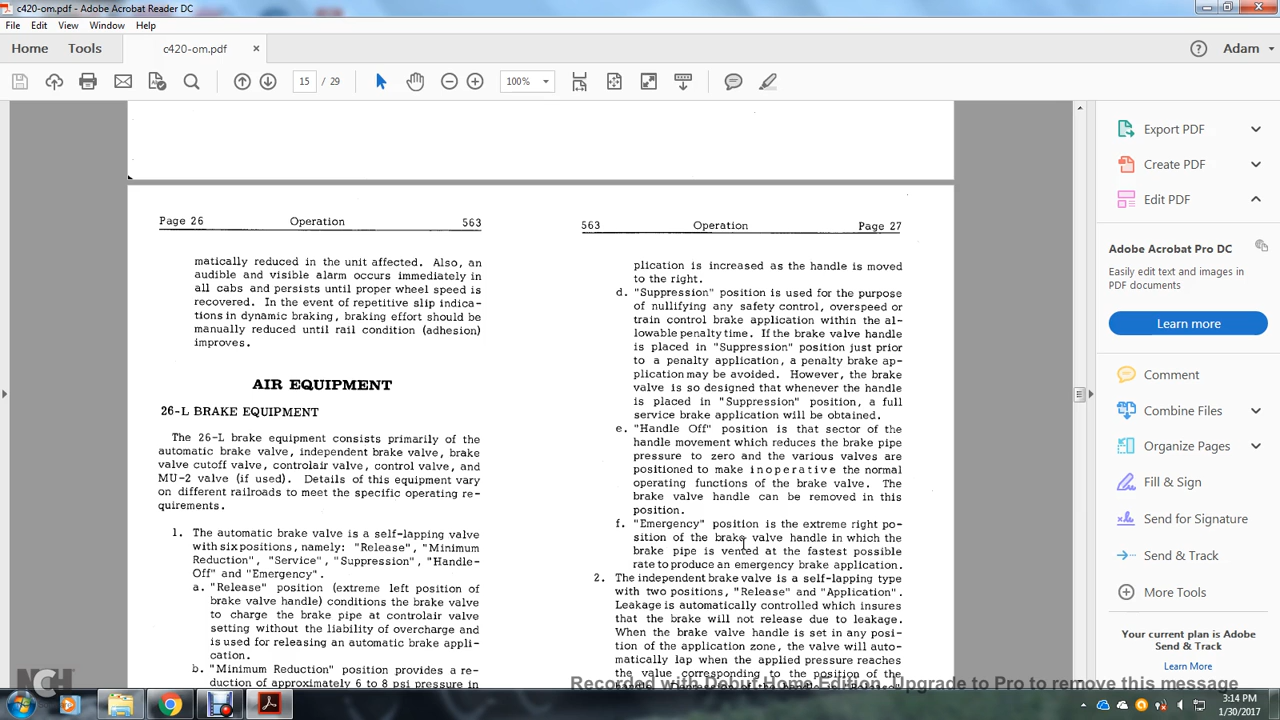 c420-om.pdf - Adobe Acrobat Reader DC
File Edit View Window Help
Home Tools c420-om.pdf × Adam
15 / 29 100%
Page 26 Operation 563
matically reduced in the unit affected. Also, an
audible and visible alarm occurs immediately in
all cabs and persists until proper wheel speed is
recovered. In the event of repetitive slip indica-
tions in dynamic braking, braking effort should be
manually reduced until rail condition (adhesion)
improves.
AIR EQUIPMENT
26-L BRAKE EQUIPMENT
The 26-L brake equipment consists primarily of the
automatic brake valve, independent brake valve, brake
valve cutoff valve, controlair valve, control valve, and
MU-2 valve (if used). Details of this equipment vary
on different railroads to meet the specific operating re-
quirements.
1. The automatic brake valve is a self-lapping valve
with six positions, namely: "Release", "Minimum
Reduction", "Service", "Suppression", "Handle-
Off" and "Emergency".
a. "Release" position (extreme left position of
brake valve handle) conditions the brake valve
to charge the brake pipe at controlair valve
setting without the liability of overcharge and
is used for releasing an automatic brake appli-
cation.
b. "Minimum Reduction" position provides a re-
duction of approximately 6 to 8 psi pressure in
563 Operation Page 27
plication is increased as the handle is moved
to the right.
d. "Suppression" position is used for the purpose
of nullifying any safety control, overspeed or
train control brake application within the al-
lowable penalty time. If the brake valve handle
is placed in "Suppression" position just prior
to a penalty application, a penalty brake ap-
plication may be avoided. However, the brake
valve is so designed that whenever the handle
is placed in "Suppression" position, a full
service brake application will be obtained.
e. "Handle Off" position is that sector of the
handle movement which reduces the brake pipe
pressure to zero and the various valves are
positioned to make inoperative the normal
operating functions of the brake valve. The
brake valve handle can be removed in this
position.
f. "Emergency" position is the extreme right po-
sition of the brake valve handle in which the
brake pipe is vented at the fastest possible
rate to produce an emergency brake application.
2. The independent brake valve is a self-lapping type
with two positions, "Release" and "Application".
Leakage is automatically controlled which insures
that the brake will not release due to leakage.
When the brake valve handle is set in any posi-
tion of the application zone, the valve will auto-
matically lap when the applied pressure reaches
the value corresponding to the position of the
Export PDF
Create PDF
Edit PDF
Adobe Acrobat Pro DC
Easily edit text and images in
PDF documents
Learn more
Comment
Combine Files
Organize Pages
Fill & Sign
Send for Signature
Send & Track
More Tools
Your current plan is Adobe
Send & Track
Learn More
NCH
Recorded with Debut Home Edition. Upgrade to Pro to remove this message
3:14 PM
1/30/2017